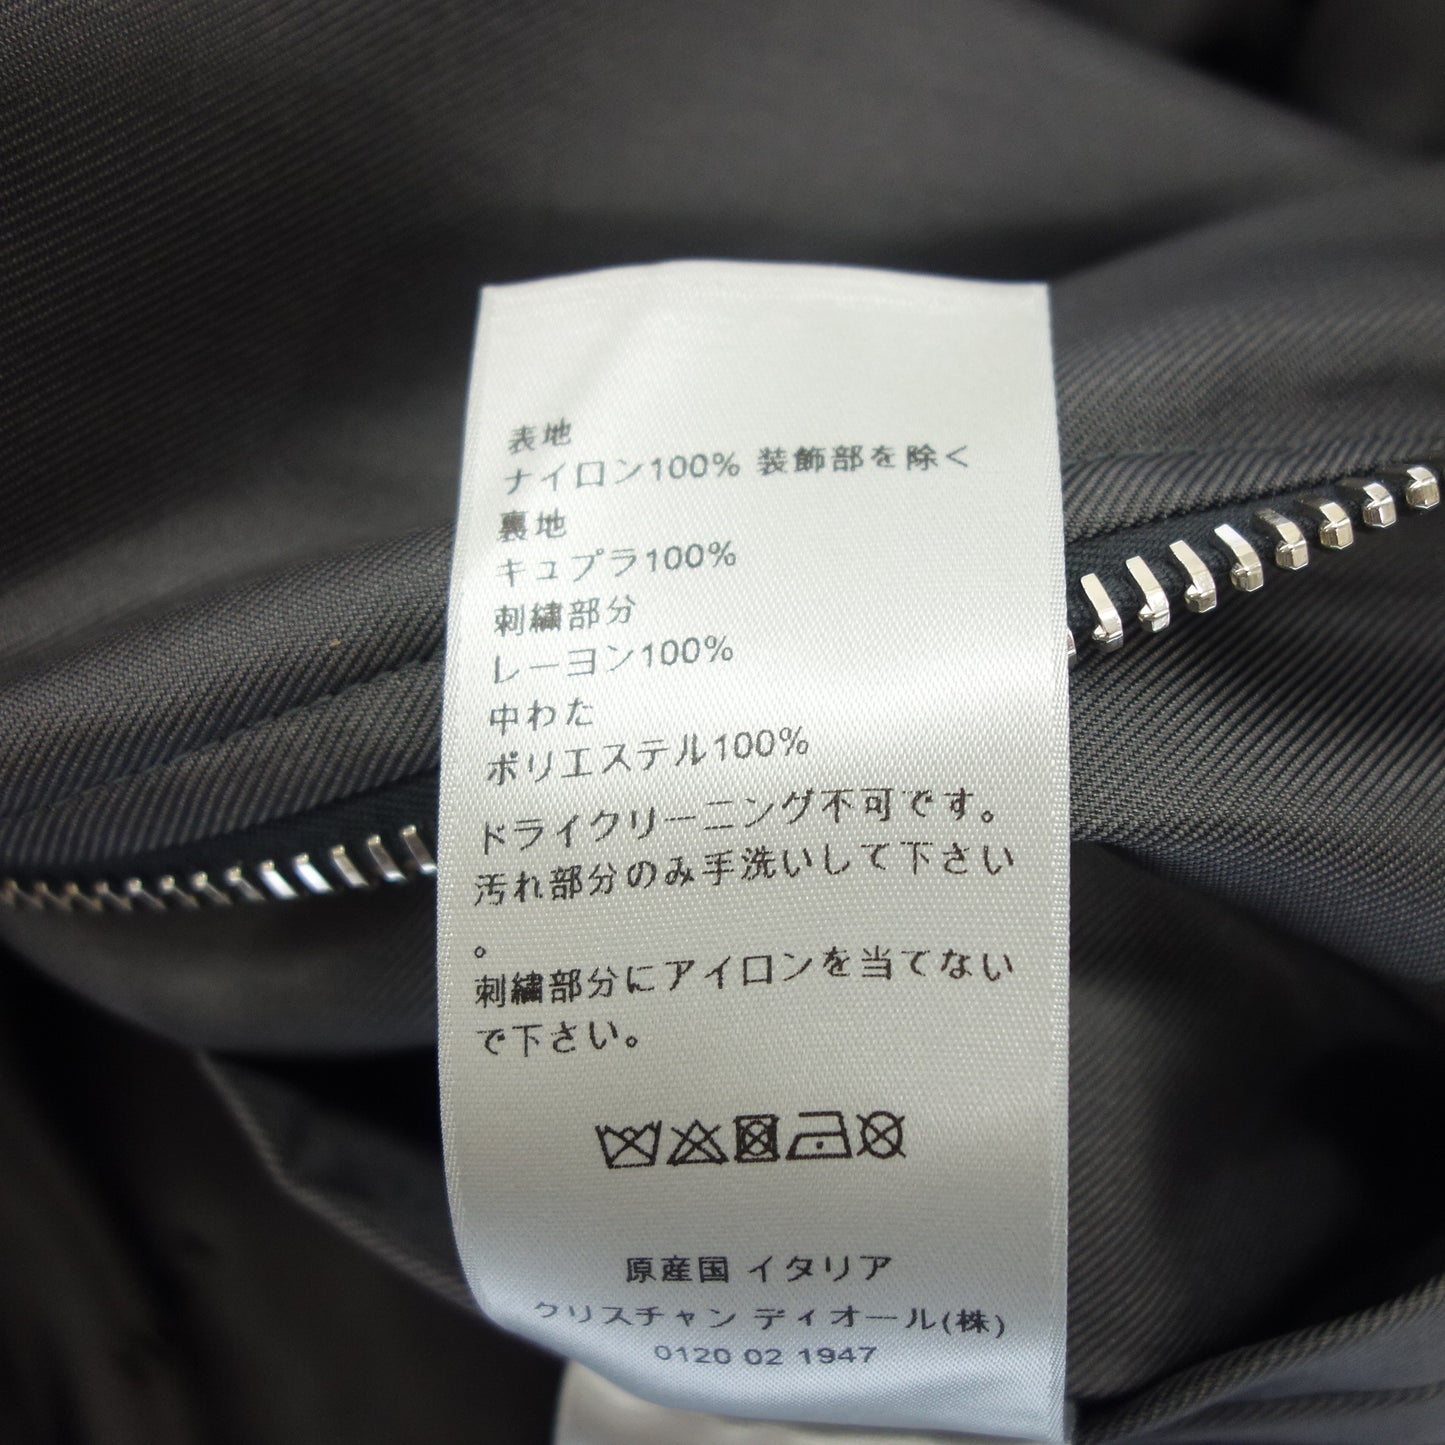 表地
ナイロン100% 装飾部を除く
裏地
キュプラ100%
刺繍部分
レーヨン100%
中わた
ポリエステル100%
ドライクリーニング不可です。
汚れ部分のみ手洗いして下さい
。
刺繍部分にアイロンを当てない
で下さい。
原産国 イタリア
クリスチャン ディオール(株)
0120 02 1947